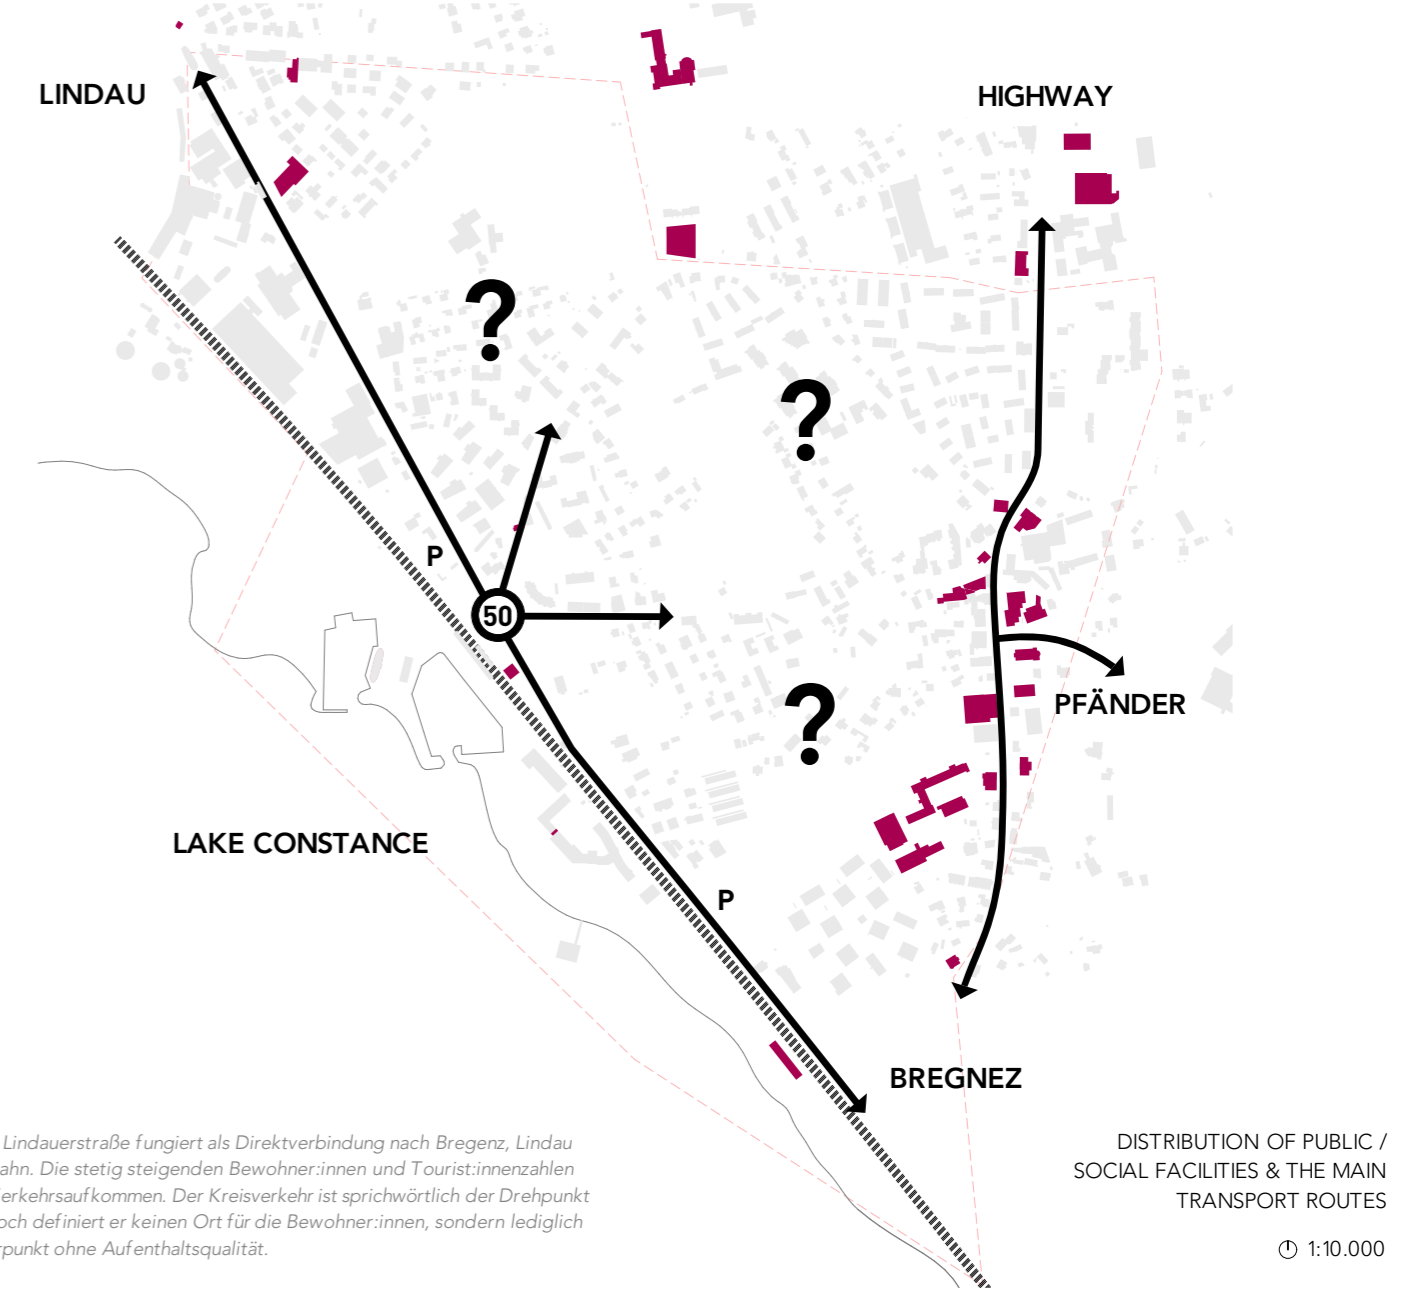 LINDAU
HIGHWAY
?
?
P
50
?
PFÄNDER
LAKE CONSTANCE
P
BREGNEZ
Lindauerstraße fungiert als Direktverbindung nach Bregenz, Lindau
ahn. Die stetig steigenden Bewohner:innen und Tourist:innenzahlen
erkehrsaufkommen. Der Kreisverkehr ist sprichwörtlich der Drehpunkt
och definiert er keinen Ort für die Bewohner:innen, sondern lediglich
punkt ohne Aufenthaltsqualität.
DISTRIBUTION OF PUBLIC /
SOCIAL FACILITIES & THE MAIN
TRANSPORT ROUTES
1:10.000